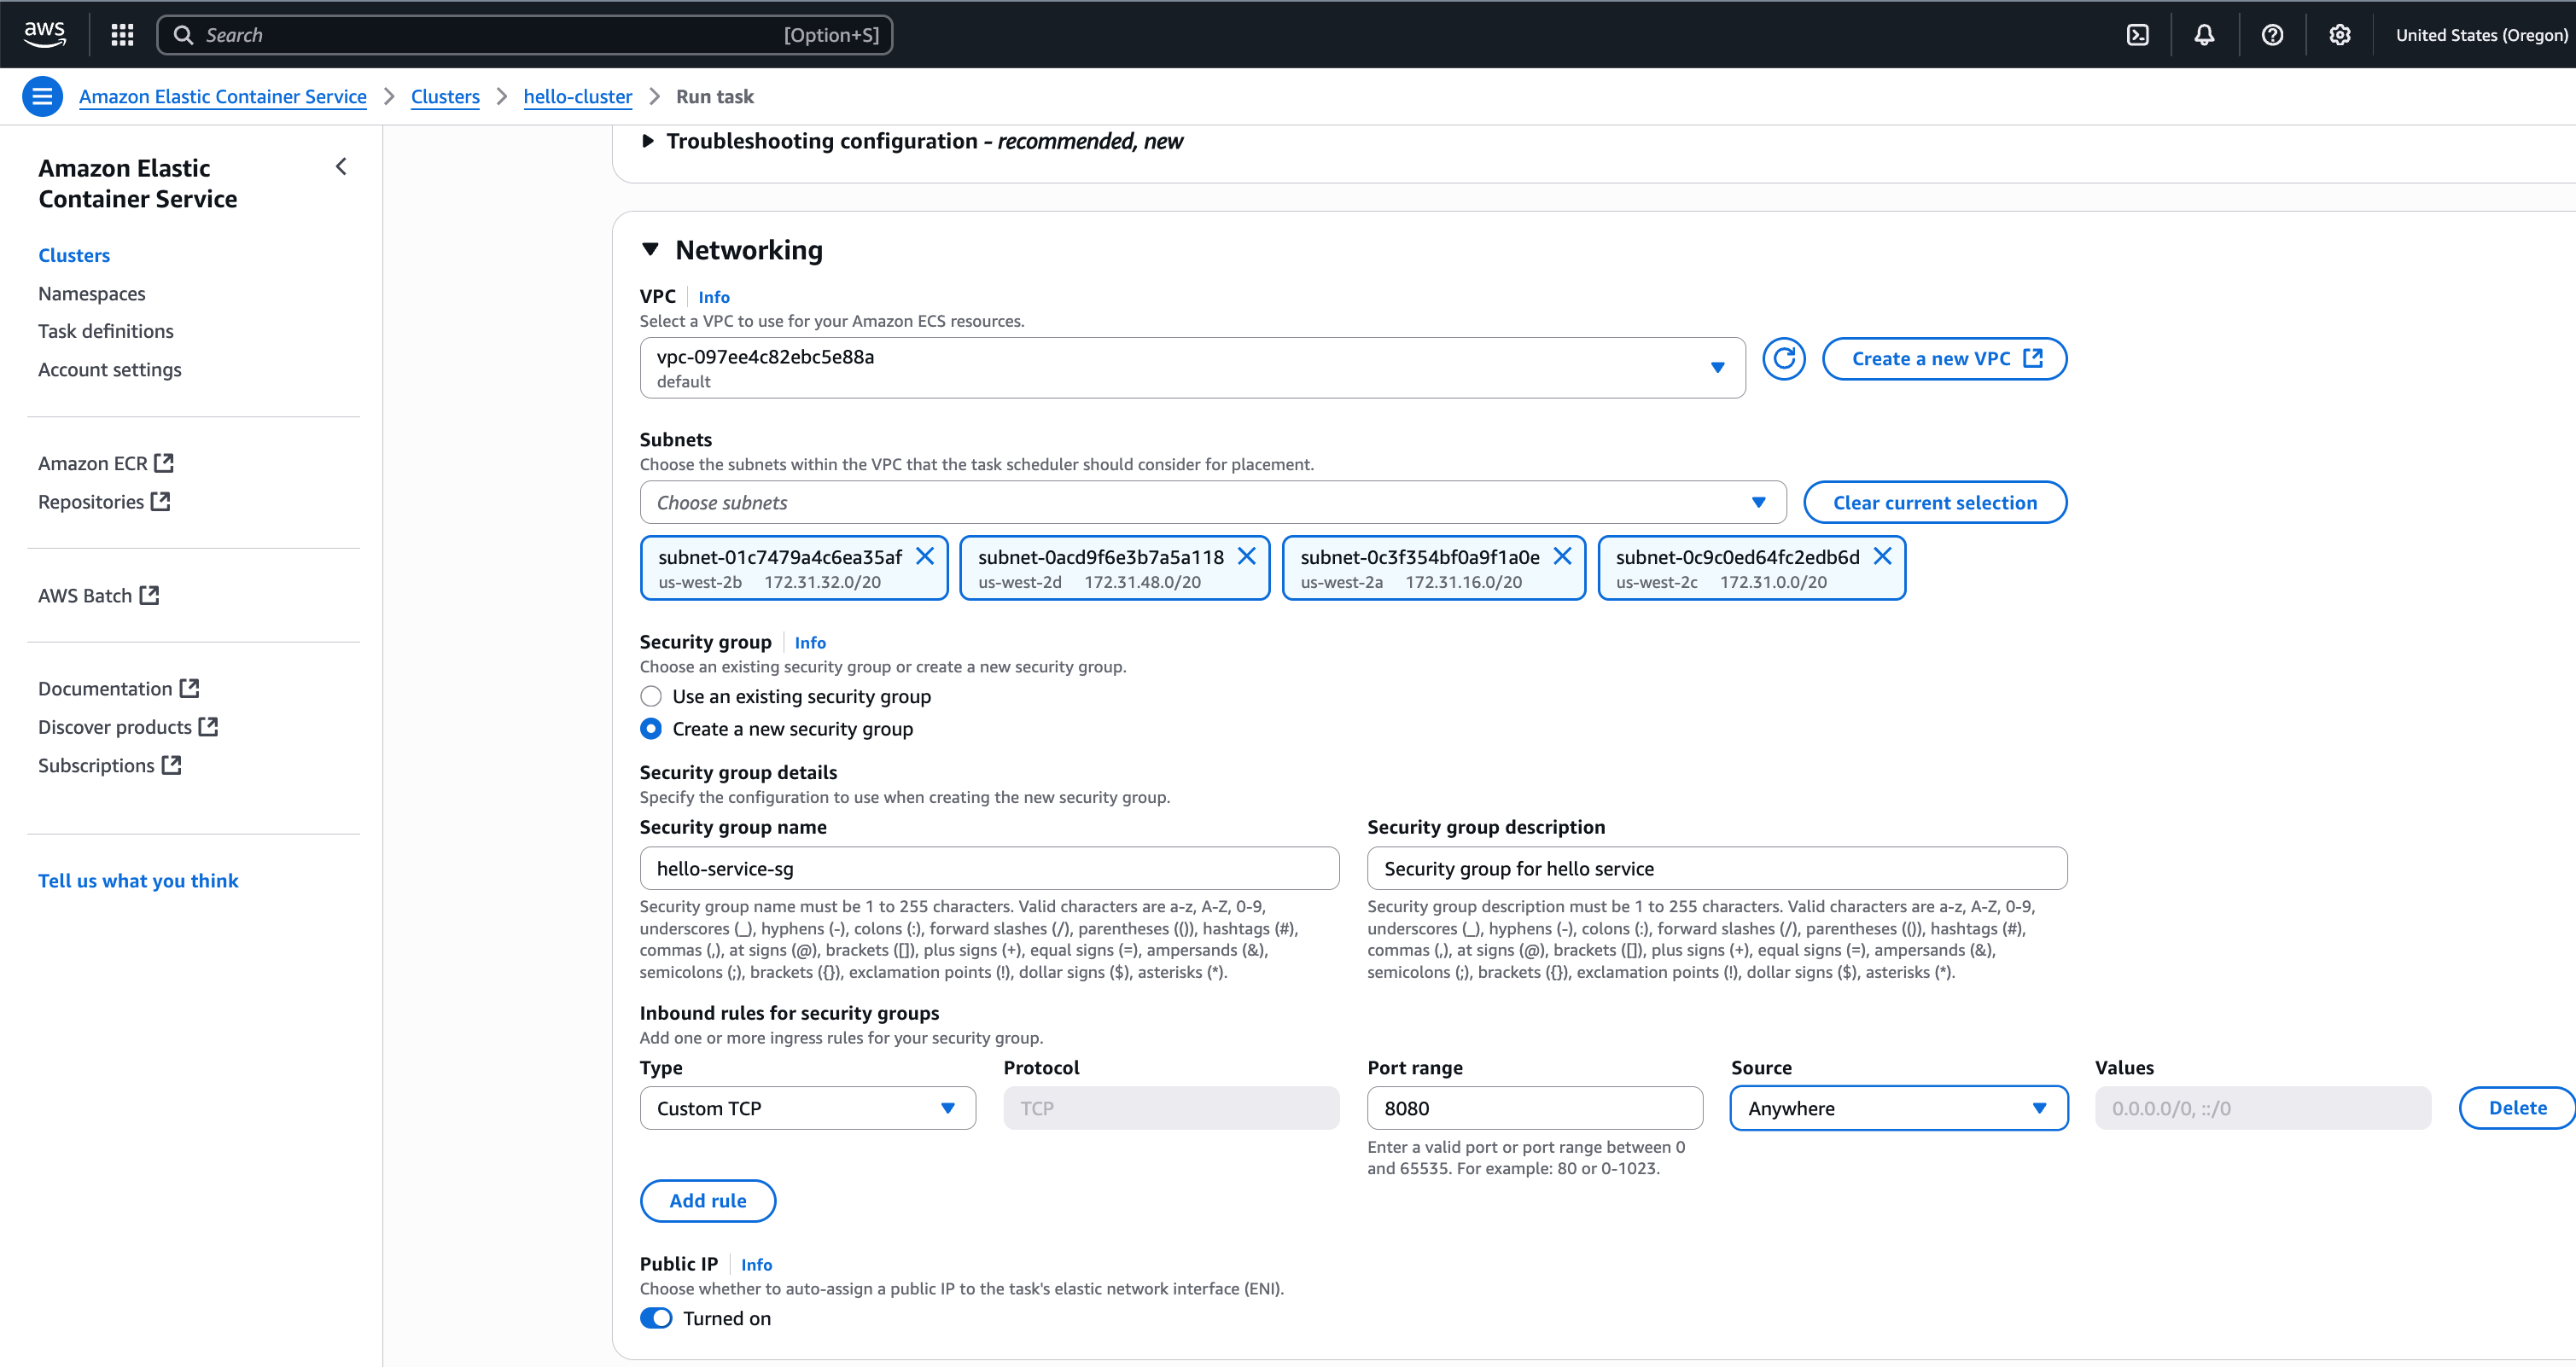 aws
Search
[Option+S]
United States (Oregon)
Amazon Elastic Container Service
Clusters
hello-cluster
Run task
Amazon Elastic
Container Service
Clusters
Namespaces
Task definitions
Account settings
Amazon ECR
Repositories
AWS Batch
Documentation
Discover products
Subscriptions
Tell us what you think
Troubleshooting configuration - recommended, new
Networking
VPC Info
Select a VPC to use for your Amazon ECS resources.
vpc-097ee4c82ebc5e88a
default
Create a new VPC
Subnets
Choose the subnets within the VPC that the task scheduler should consider for placement.
Choose subnets
Clear current selection
subnet-01c7479a4c6ea35af
us-west-2b 172.31.32.0/20
subnet-0acd9f6e3b7a5a118
us-west-2d 172.31.48.0/20
subnet-0c3f354bf0a9f1a0e
us-west-2a 172.31.16.0/20
subnet-0c9c0ed64fc2edb6d
us-west-2c 172.31.0.0/20
Security group Info
Choose an existing security group or create a new security group.
Use an existing security group
Create a new security group
Security group details
Specify the configuration to use when creating the new security group.
Security group name
hello-service-sg
Security group name must be 1 to 255 characters. Valid characters are a-z, A-Z, 0-9,
underscores (_), hyphens (-), colons (:), forward slashes (/), parentheses (()), hashtags (#),
commas (,), at signs (@), brackets ([]), plus signs (+), equal signs (=), ampersands (&),
semicolons (;), brackets ({}), exclamation points (!), dollar signs ($), asterisks (*).
Security group description
Security group for hello service
Security group description must be 1 to 255 characters. Valid characters are a-z, A-Z, 0-9,
underscores (_), hyphens (-), colons (:), forward slashes (/), parentheses (()), hashtags (#),
commas (,), at signs (@), brackets ([]), plus signs (+), equal signs (=), ampersands (&),
semicolons (;), brackets ({}), exclamation points (!), dollar signs ($), asterisks (*).
Inbound rules for security groups
Add one or more ingress rules for your security group.
Type
Custom TCP
Protocol
TCP
Port range
8080
Enter a valid port or port range between 0
and 65535. For example: 80 or 0-1023.
Source
Anywhere
Values
0.0.0.0/0, ::/0
Delete
Add rule
Public IP Info
Choose whether to auto-assign a public IP to the task's elastic network interface (ENI).
Turned on